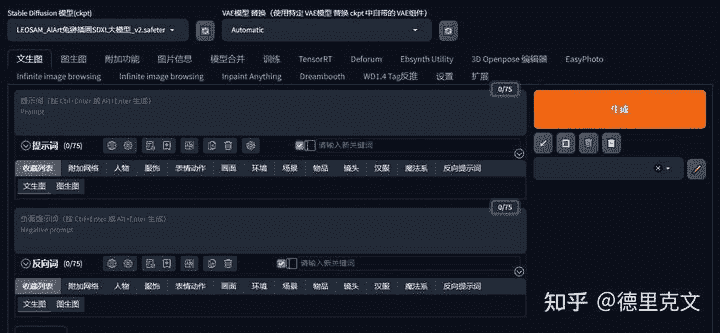 Stable Diffusion 模型(ckpt)
VAE模型 替换（使用特定 VAE模型 替换 ckpt 中自带的 VAE组件）
LEOSAM_AIArt兔狲插画SDXL大模型_v2.safeter
Automatic
文生图 图生图 附加功能 图片信息 模型合并 训练 TensorRT Deforum Ebsynth Utility 3D Openpose 编辑器 EasyPhoto
Infinite image browsing Infinite image browsing Inpaint Anything Dreambooth WD1.4 Tag反推 设置 扩展
0/75
提示词（按 Ctrl+Enter 或 Alt+Enter 生成）
Prompt
生成
提示词 (0/75) 请输入新关键词
收藏列表 附加网络 人物 服饰 表情动作 画面 环境 场景 物品 镜头 汉服 魔法系 反向提示词
文生图 图生图
0/75
负面提示词（按 Ctrl+Enter 或 Alt+Enter 生成）
Negative prompt
反向词 (0/75) 请输入新关键词
收藏列表 附加网络 人物 服饰 表情动作 画面 环境 场景 物品 镜头 汉服 魔法系 反向提示词
文生图 图生图
知乎 @德里克文